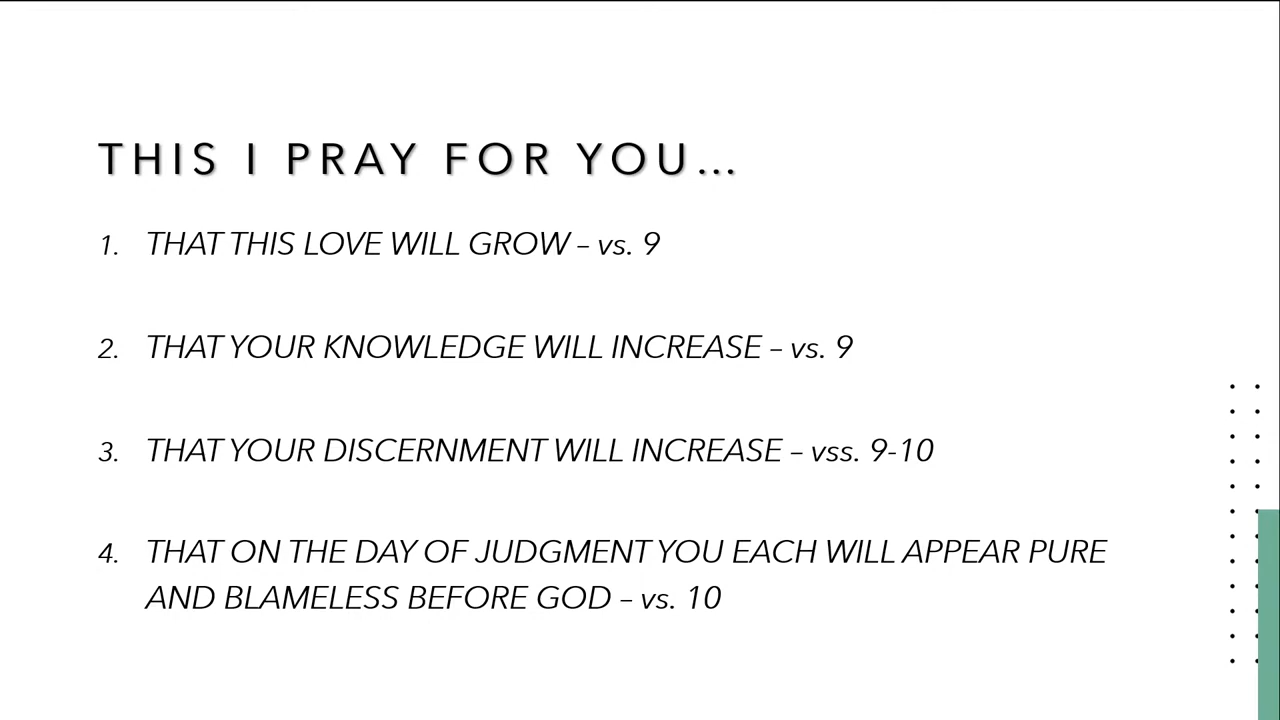 THIS I PRAY FOR YOU...
1. THAT THIS LOVE WILL GROW – vs. 9
2. THAT YOUR KNOWLEDGE WILL INCREASE – vs. 9
3. THAT YOUR DISCERNMENT WILL INCREASE – vss. 9-10
4. THAT ON THE DAY OF JUDGMENT YOU EACH WILL APPEAR PURE
AND BLAMELESS BEFORE GOD – vs. 10